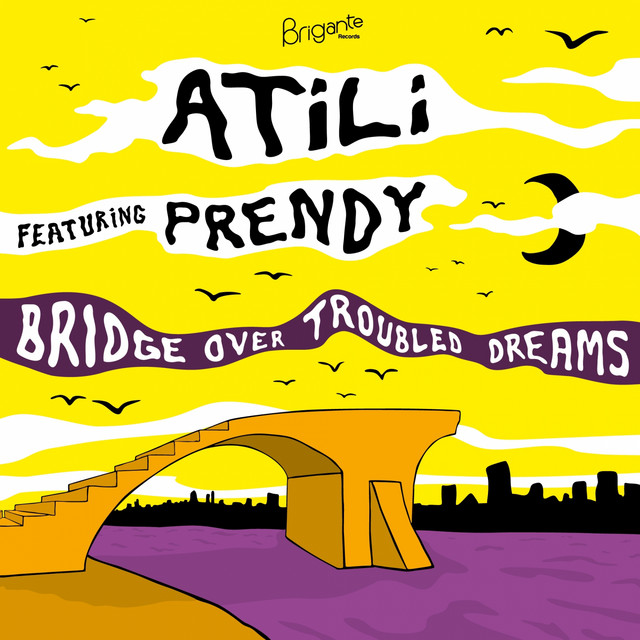 Brigante
Records
ATiLi
FEATURiNG PRENDY
BRIDGE OVER TROUBLED DREAMS